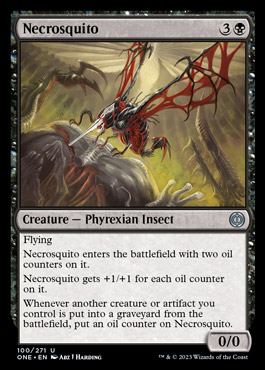 Necrosquito 3
Creature — Phyrexian Insect
Flying
Necrosquito enters the battlefield with two oil
counters on it.
Necrosquito gets +1/+1 for each oil counter
on it.
Whenever another creature or artifact you
control is put into a graveyard from the
battlefield, put an oil counter on Necrosquito.
0/0
100/271 U
ONE • EN ABZ J HARDING
™ & © 2023 Wizards of the Coast